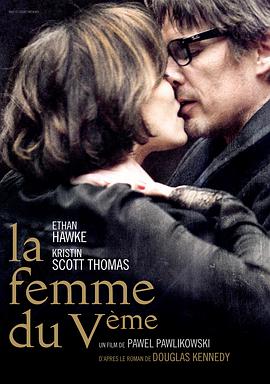 ETHAN
HAWKE
KRISTIN
SCOTT THOMAS
la
femme
du Vème
UN FILM DE PAWEL PAWLIKOWSKI
D'APRES LE ROMAN DE DOUGLAS KENNEDY